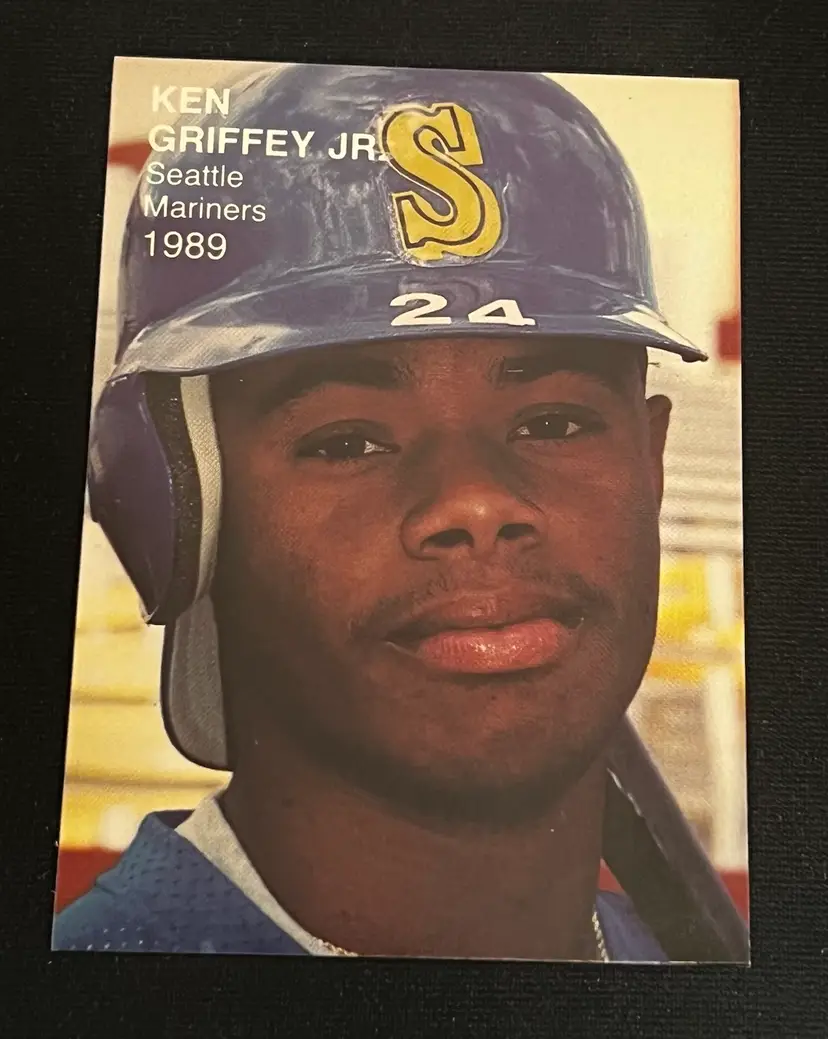 KEN
GRIFFEY JR.
Seattle
Mariners
1989
S
24